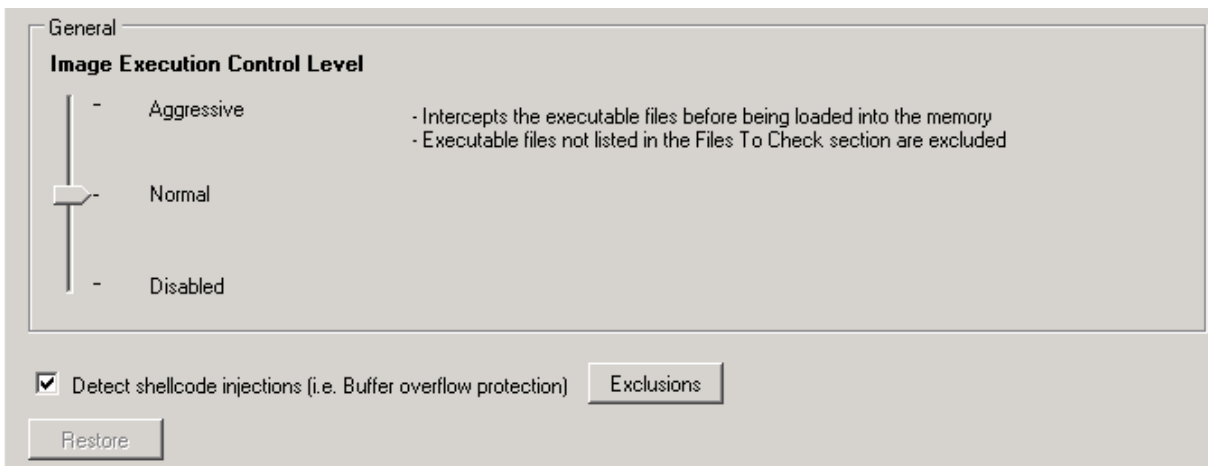 General
Image Execution Control Level
- Aggressive
- Intercepts the executable files before being loaded into the memory
- Executable files not listed in the Files To Check section are excluded
- Normal
- Disabled
Detect shellcode injections (i.e. Buffer overflow protection) Exclusions
Restore